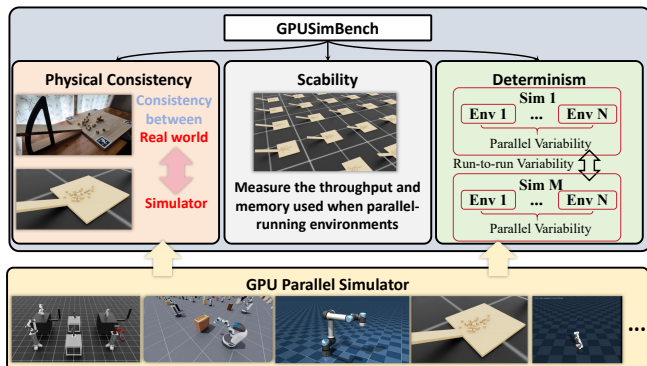 GPUSimBench
Physical Consistency
Consistency
between
Real world
Simulator
Scability
Measure the throughput and
memory used when parallel-
running environments
Determinism
Sim 1
Env 1 ... Env N
Parallel Variability
Run-to-run Variability
Sim M
Env 1 ... Env N
Parallel Variability
GPU Parallel Simulator
...